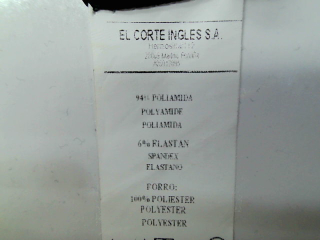 EL CORTE INGLES S.A.
94% POLIAMIDA
POLYAMIDE
POLIAMIDA
6% ELASTAN
SPANDEX
ELASTANO
FORRO:
100% POLIESTER
POLYESTER
POLYESTER